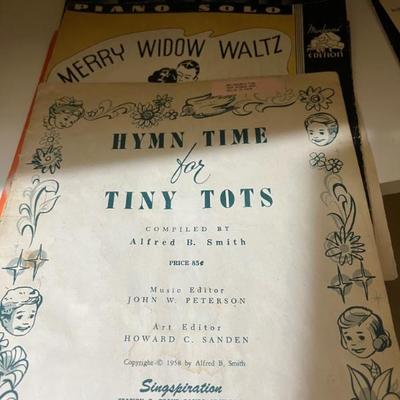 PIANO SOLO
MERRY WIDOW WALTZ
EDITION
HYMN TIME
for
TINY TOTS
COMPILED BY
Alfred B. Smith
PRICE 85¢
Music Editor
JOHN W. PETERSON
Art Editor
HOWARD C. SANDEN
Copyright © 1958 by Alfred B. Smith
Singspiration